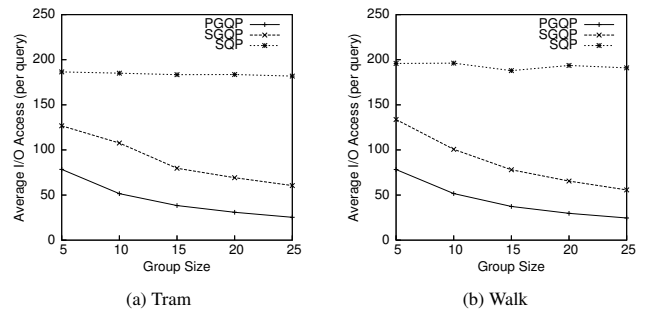 250
200
150
100
50
0
5 10 15 20 25
Average I/O Access (per query)
Group Size
PGQP
SGQP
SQP
(a) Tram
250
200
150
100
50
0
5 10 15 20 25
Average I/O Access (per query)
Group Size
PGQP
SGQP
SQP
(b) Walk